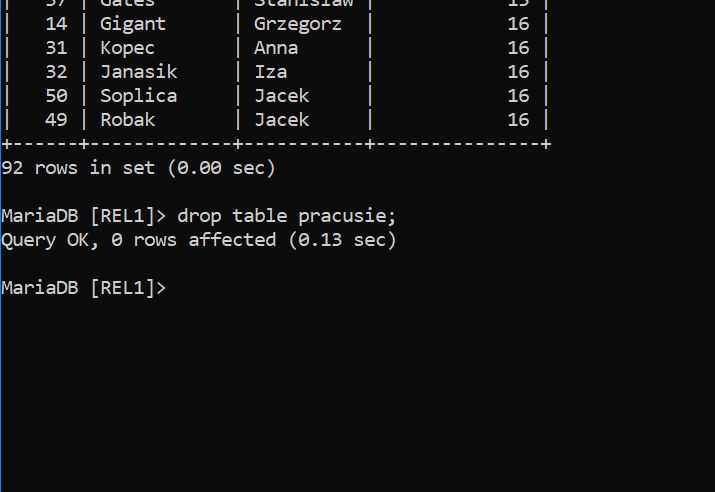 |   37 | Gates       | Stanislaw |            15 |
|   14 | Gigant      | Grzegorz  |            16 |
|   31 | Kopec       | Anna      |            16 |
|   32 | Janasik     | Iza       |            16 |
|   50 | Soplica     | Jacek     |            16 |
|   49 | Robak       | Jacek     |            16 |
+------+-------------+-----------+---------------+
92 rows in set (0.00 sec)
MariaDB [REL1]> drop table pracusie;
Query OK, 0 rows affected (0.13 sec)
MariaDB [REL1]>